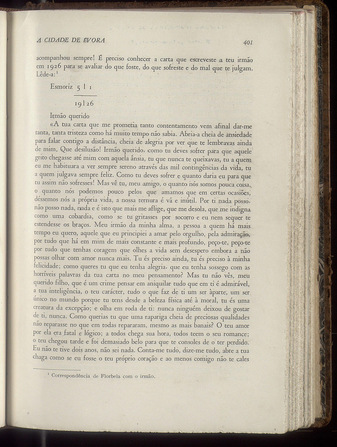 A CIDADE DE EVORA 401
acompanhou sempre! É preciso conhecer a carta que escreveste a teu irmão
em 1926 para se avaliar do que foste, do que sofreste e do mal que te julgam.
Lêde-a: ¹
Esmoriz 5 | 1
19 | 26
Irmão querido
«A tua carta que me prometia tanto contentamento vem afinal dar-me
tanta, tanta tristeza como há muito tempo não sabia. Abria-a cheia de ansiedade
para falar contigo a distância, cheia de alegria por ver que te lembravas ainda
de mim. Que desilusão! Irmão querido, como tu deves sofrer para que aquele
grito chegasse até mim com aquela ânsia, tu que nunca te queixavas, tu a quem
eu me habituara a ver sempre sereno através das mil contingências da vida, tu
a quem julgava sempre feliz. Como tu deves sofrer e quanto daria eu para que
tu assim não sofresses! Mas vê tu, meu amigo, o quanto nós somos pouca coisa,
o quanto nós podemos pouco pelos que amamos que em certas ocasiões,
déssemos nós a própria vida, a nossa ternura é vã e inútil. Por ti nada posso-
não posso nada, nada e é isto que mais me aflige, que me desola, que me indigna
como uma cobardia, como se tu gritasses por socorro e eu nem sequer te
estendesse os braços. Meu irmão da minha alma, a pessoa a quem há mais
tempo eu quero, aquele que eu principiei a amar pelo orgulho, pela admiração,
por tudo que há em mim de mais constante e mais profundo, peço-te, peço-te
por tudo que tenhas coragem que olhes a vida sem desespero embora a não
possas olhar com amor nunca mais. Tu és preciso ainda, tu és preciso à minha
felicidade; como queres tu que eu tenha alegria, que eu tenha sossego com as
horríveis palavras da tua carta no meu pensamento? Mas tu não vês, meu
querido filho, que é um crime pensar em aniquilar tudo que em ti é admirável,
a tua inteligência, o teu carácter, tudo o que faz de ti um ser àparte, um ser
único no mundo porque tu tens desde a beleza física até à moral, tu és uma
creatura da excepção: e olha em roda de ti: nunca ninguém deixou de gostar
de ti, nunca. Como querias tu que uma rapariga cheia de preciosas qualidades
não reparasse no que em todas repararam, mesmo as mais banais? O teu amor
por ela era fatal e lógico; a todos chega sua hora, todos teem o seu romance;
o teu chegou tarde e foi demasiado belo para que te consoles de o ter perdido.
Eu não te tive dois anos, não sei nada. Conta-me tudo, dize-me tudo, abre a tua
chaga como se eu fosse o teu próprio coração e ao menos comigo não te cales
¹ Correspondência de Florbela com o irmão.